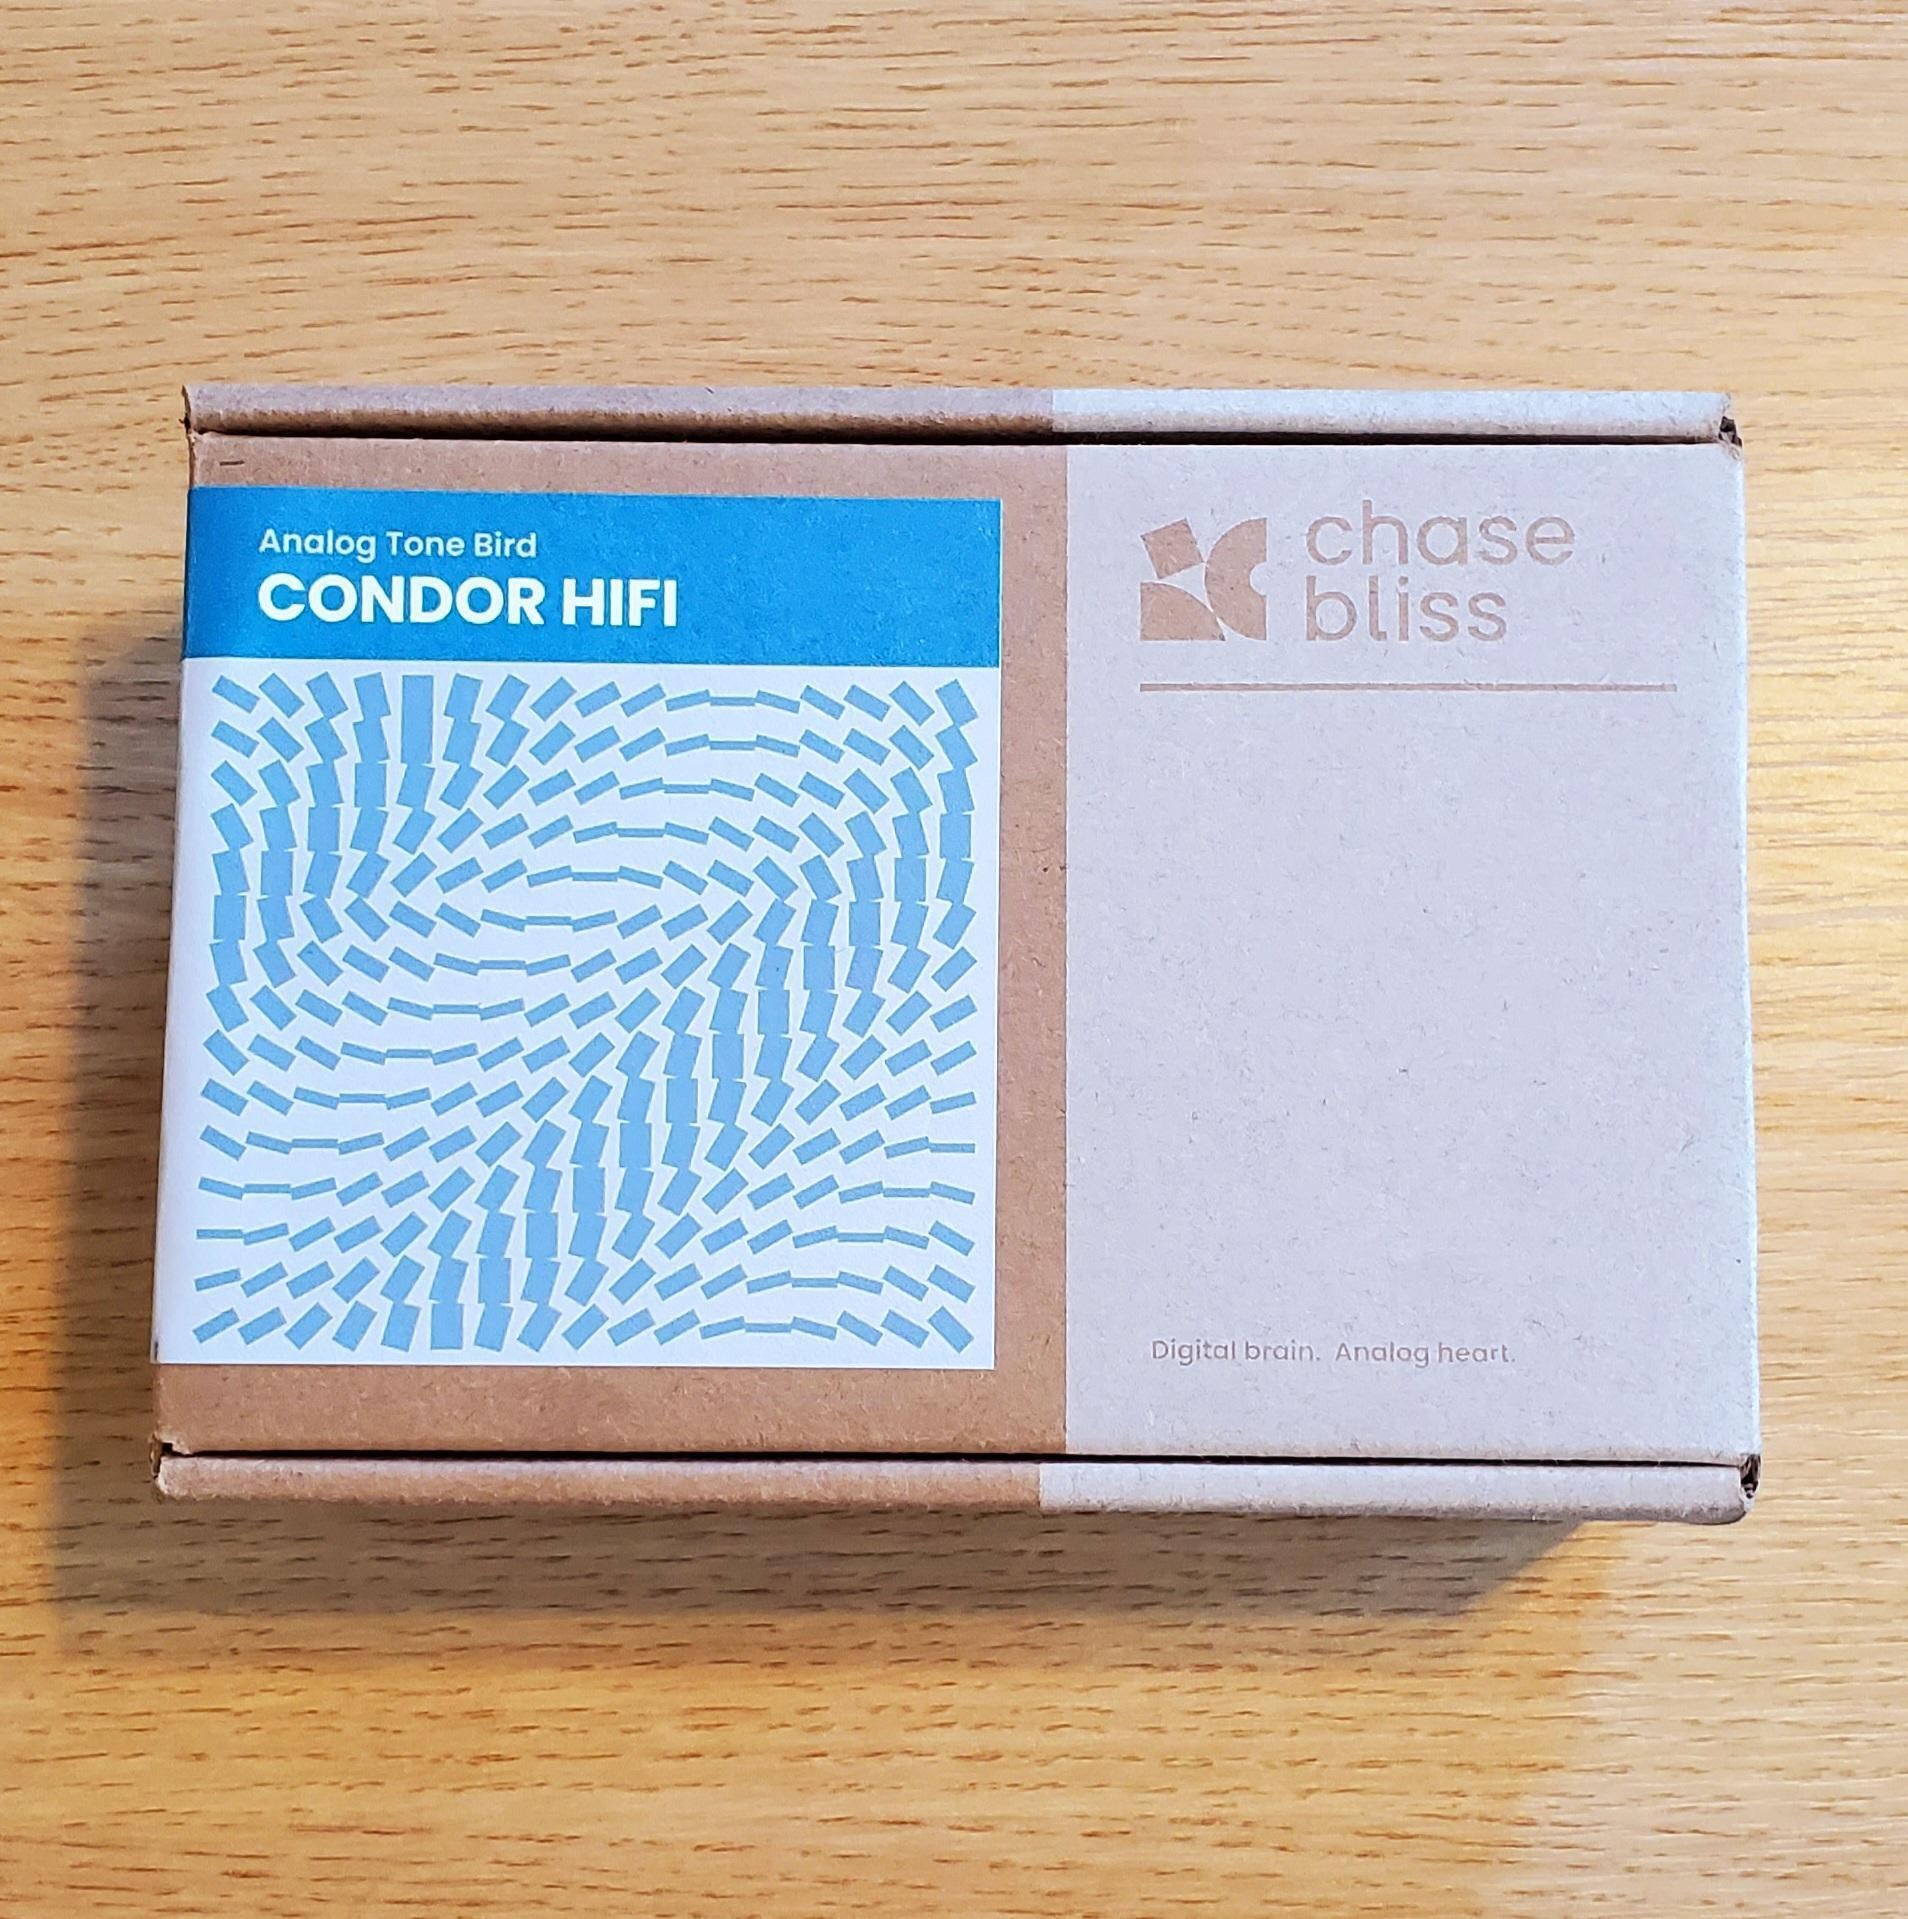 Analog Tone Bird
CONDOR HIFI
chase
bliss
Digital brain. Analog heart.